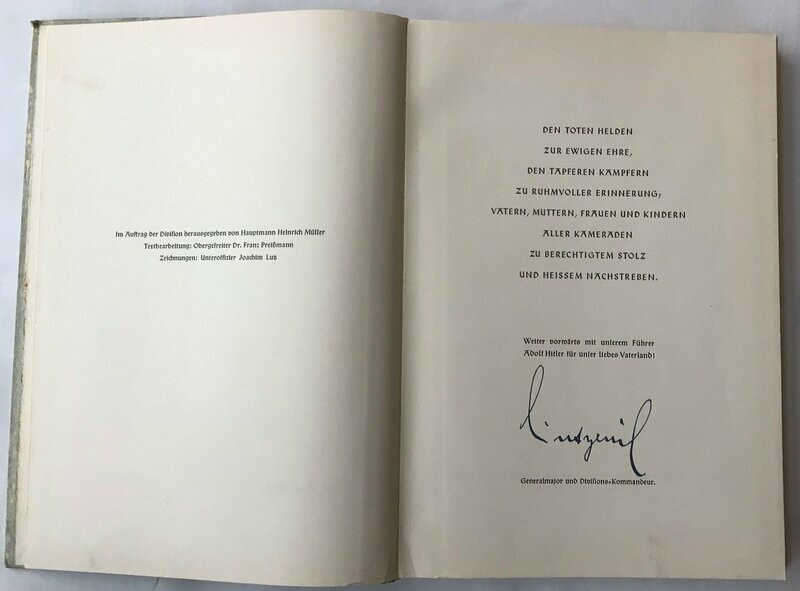 Im Auftrag der Division herausgegeben von Hauptmann Heinrich Müller
Textbearbeitung: Obergefreiter Dr. Franz Preißmann
Zeichnungen: Unteroffizier Joachim Lutz
DEN TOTEN HELDEN
ZUR EWIGEN EHRE,
DEN TAPFEREN KÄMPFERN
ZU RUHMVOLLER ERINNERUNG;
VÄTERN, MÜTTERN, FRAUEN UND KINDERN
ALLER KAMERADEN
ZU BERECHTIGTEM STOLZ
UND HEISSEM NACHSTREBEN.
Weiter vorwärts mit unserem Führer
Adolf Hitler für unser liebes Vaterland!
Generalmajor und Divisions-Kommandeur.